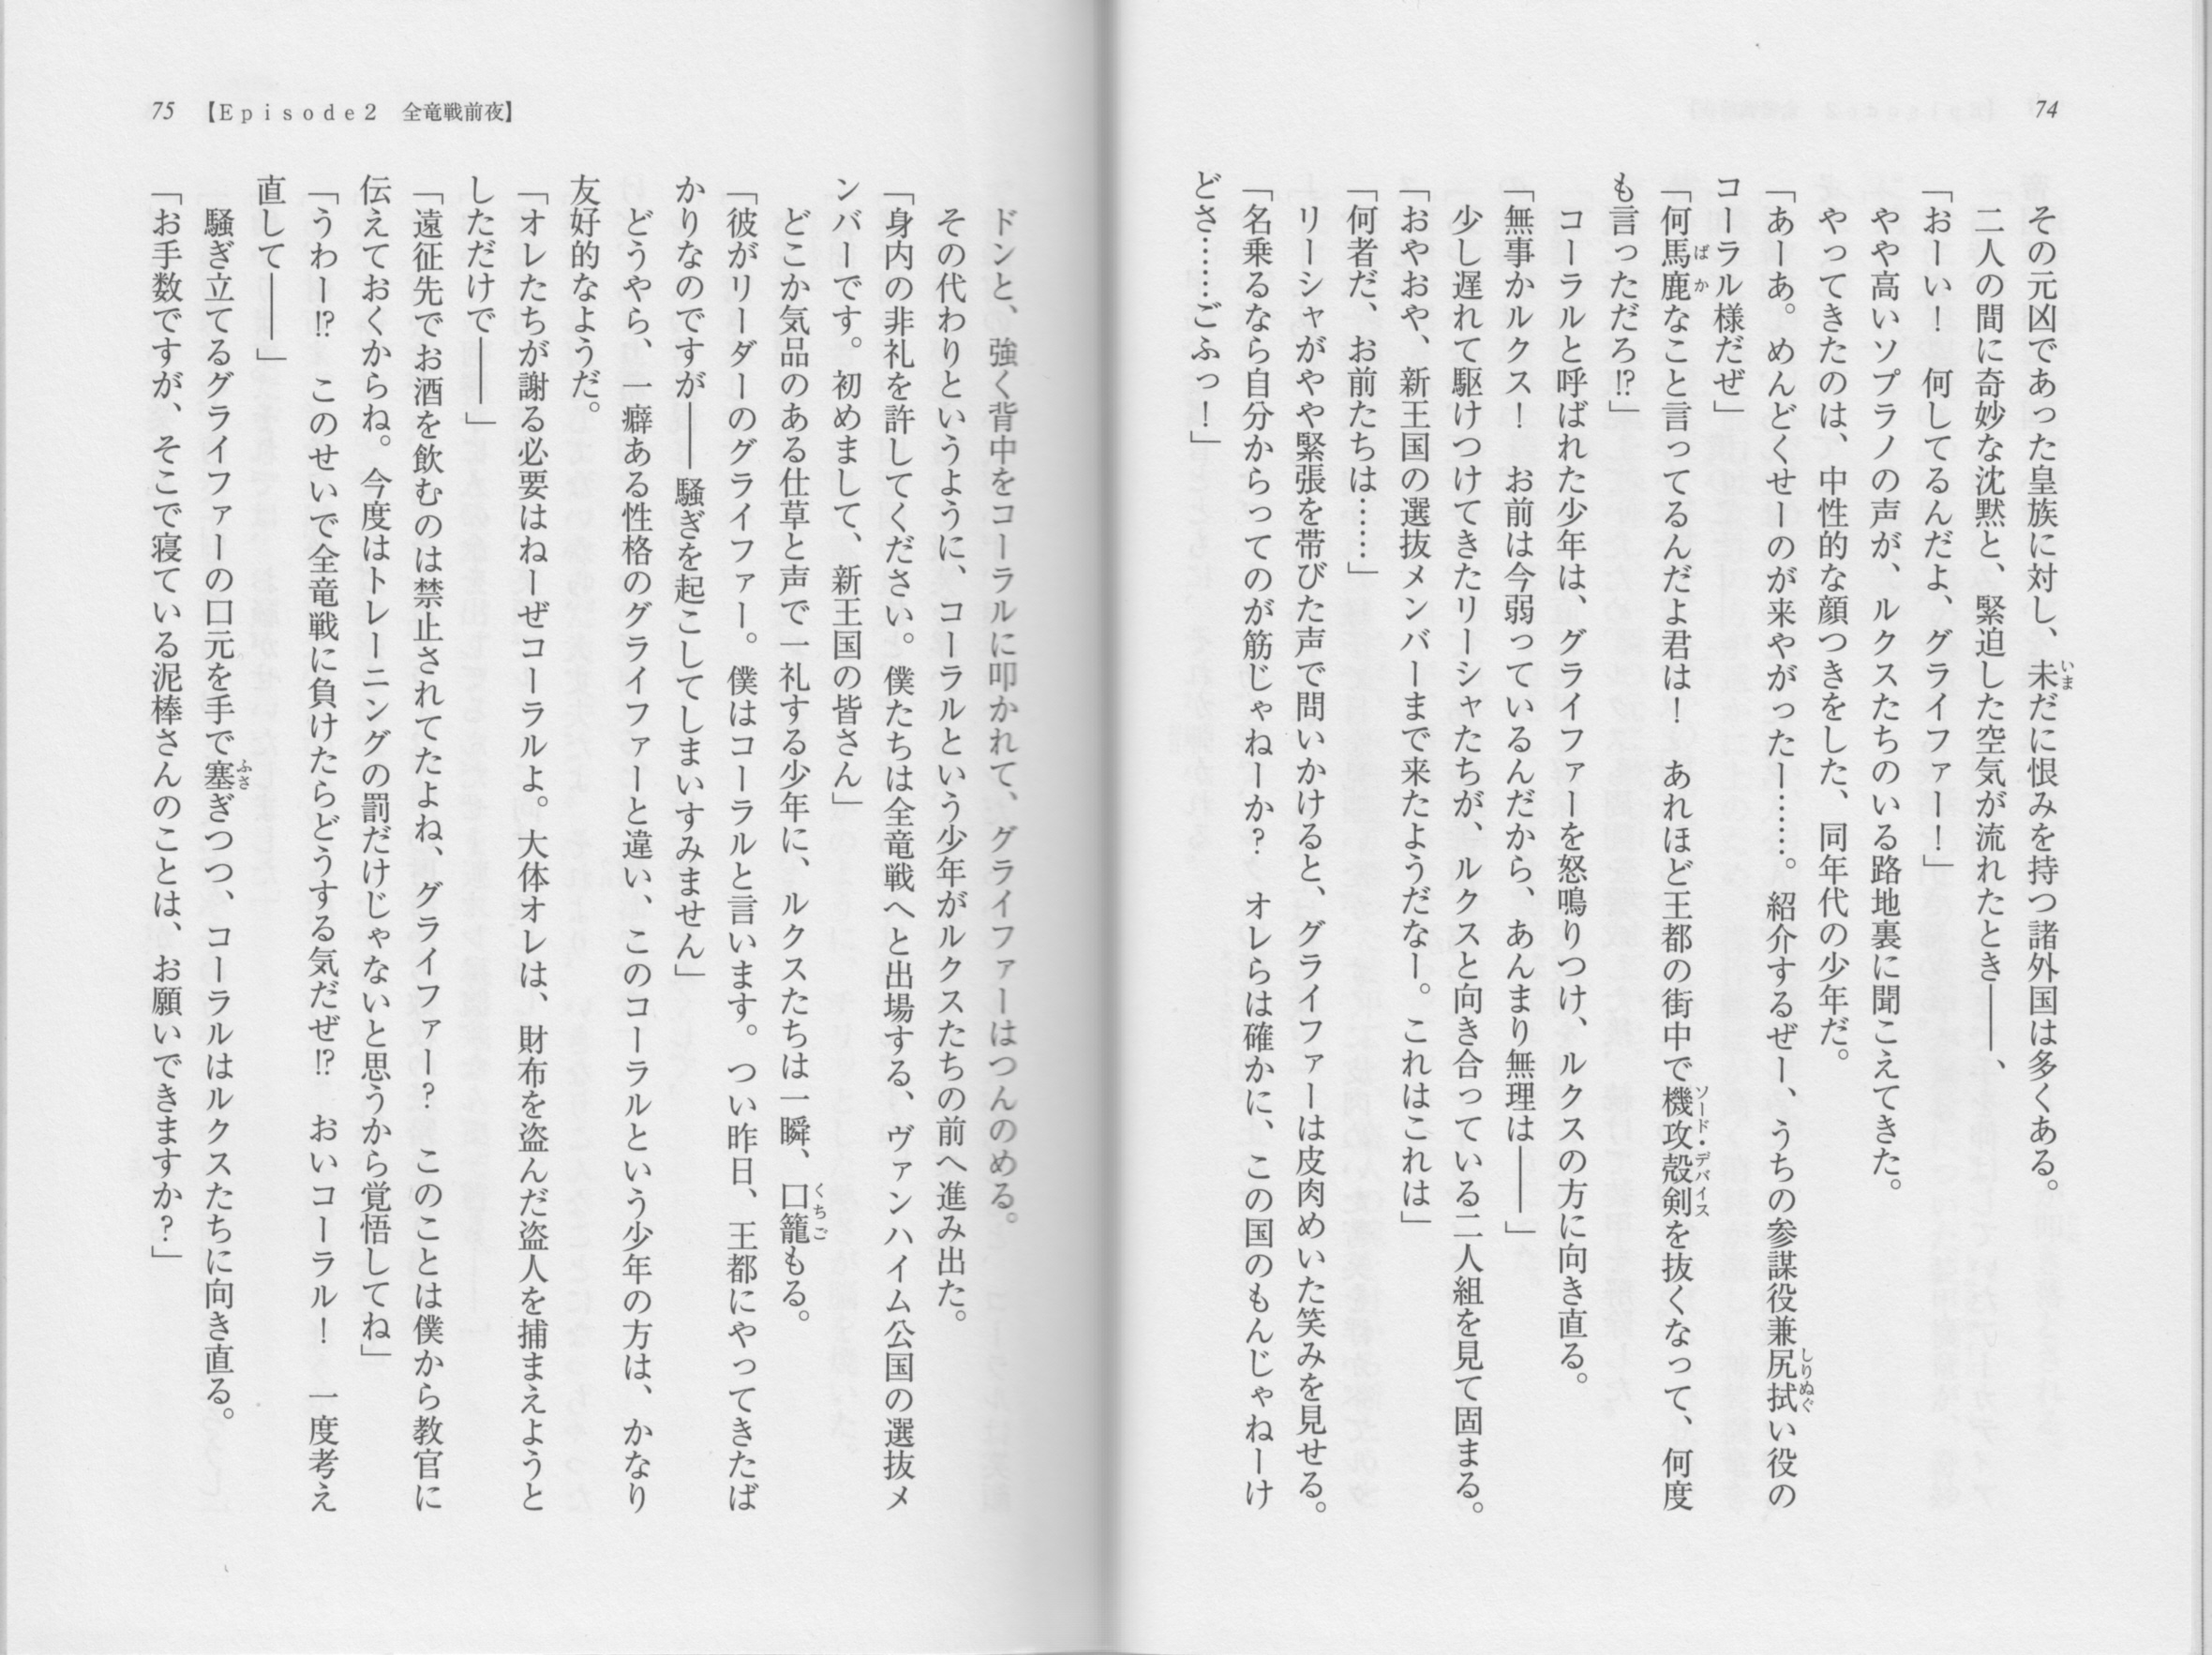 74
その元凶であった皇族に対し、未だに恨みを持つ諸外国は多くある。
二人の間に奇妙な沈黙と、緊迫した空気が流れたとき――、
「おーい！　何してるんだよ、グライファー！」
やや高いソプラノの声が、ルクスたちのいる路地裏に聞こえてきた。
やってきたのは、中性的な顔つきをした、同年代の少年だ。
「あーあ。めんどくせーのが来やがったー……。紹介するぜー、うちの参謀役兼尻拭い役の
コーラル様だぜ」
「何馬鹿なこと言ってるんだよ君は！　あれほど王都の街中で機攻殻剣を抜くなって、何度
も言っただろ!?」
コーラルと呼ばれた少年は、グライファーを怒鳴りつけ、ルクスの方に向き直る。
「無事かルクス！　お前は今弱っているんだから、あんまり無理は――」
少し遅れて駆けつけてきたリーシャたちが、ルクスと向き合っている二人組を見て固まる。
「おやおや、新王国の選抜メンバーまで来たようだなー。これはこれは」
「何者だ、お前たちは……」
リーシャがやや緊張を帯びた声で問いかけると、グライファーは皮肉めいた笑みを見せる。
「名乗るなら自分からってのが筋じゃねーか？　オレらは確かに、この国のもんじゃねーけ
どさ……ごふっ！」
75　【Episode2　全竜戦前夜】
ドンと、強く背中をコーラルに叩かれて、グライファーはつんのめる。
その代わりというように、コーラルという少年がルクスたちの前へ進み出た。
「身内の非礼を許してください。僕たちは全竜戦へと出場する、ヴァンハイム公国の選抜メ
ンバーです。初めまして、新王国の皆さん」
どこか気品のある仕草と声で一礼する少年に、ルクスたちは一瞬、口籠もる。
「彼がリーダーのグライファー。僕はコーラルと言います。つい昨日、王都にやってきたば
かりなのですが――騒ぎを起こしてしまいすみません」
どうやら、一癖ある性格のグライファーと違い、このコーラルという少年の方は、かなり
友好的なようだ。
「オレたちが謝る必要はねーぜコーラルよ。大体オレは、財布を盗んだ盗人を捕まえようと
しただけで――」
「遠征先でお酒を飲むのは禁止されてたよね、グライファー？　このことは僕から教官に
伝えておくからね。今度はトレーニングの罰だけじゃないと思うから覚悟してね」
「うわー!?　このせいで全竜戦に負けたらどうする気だぜ!?　おいコーラル！　一度考え
直して――」
騒ぎ立てるグライファーの口元を手で塞ぎつつ、コーラルはルクスたちに向き直る。
「お手数ですが、そこで寝ている泥棒さんのことは、お願いできますか？」